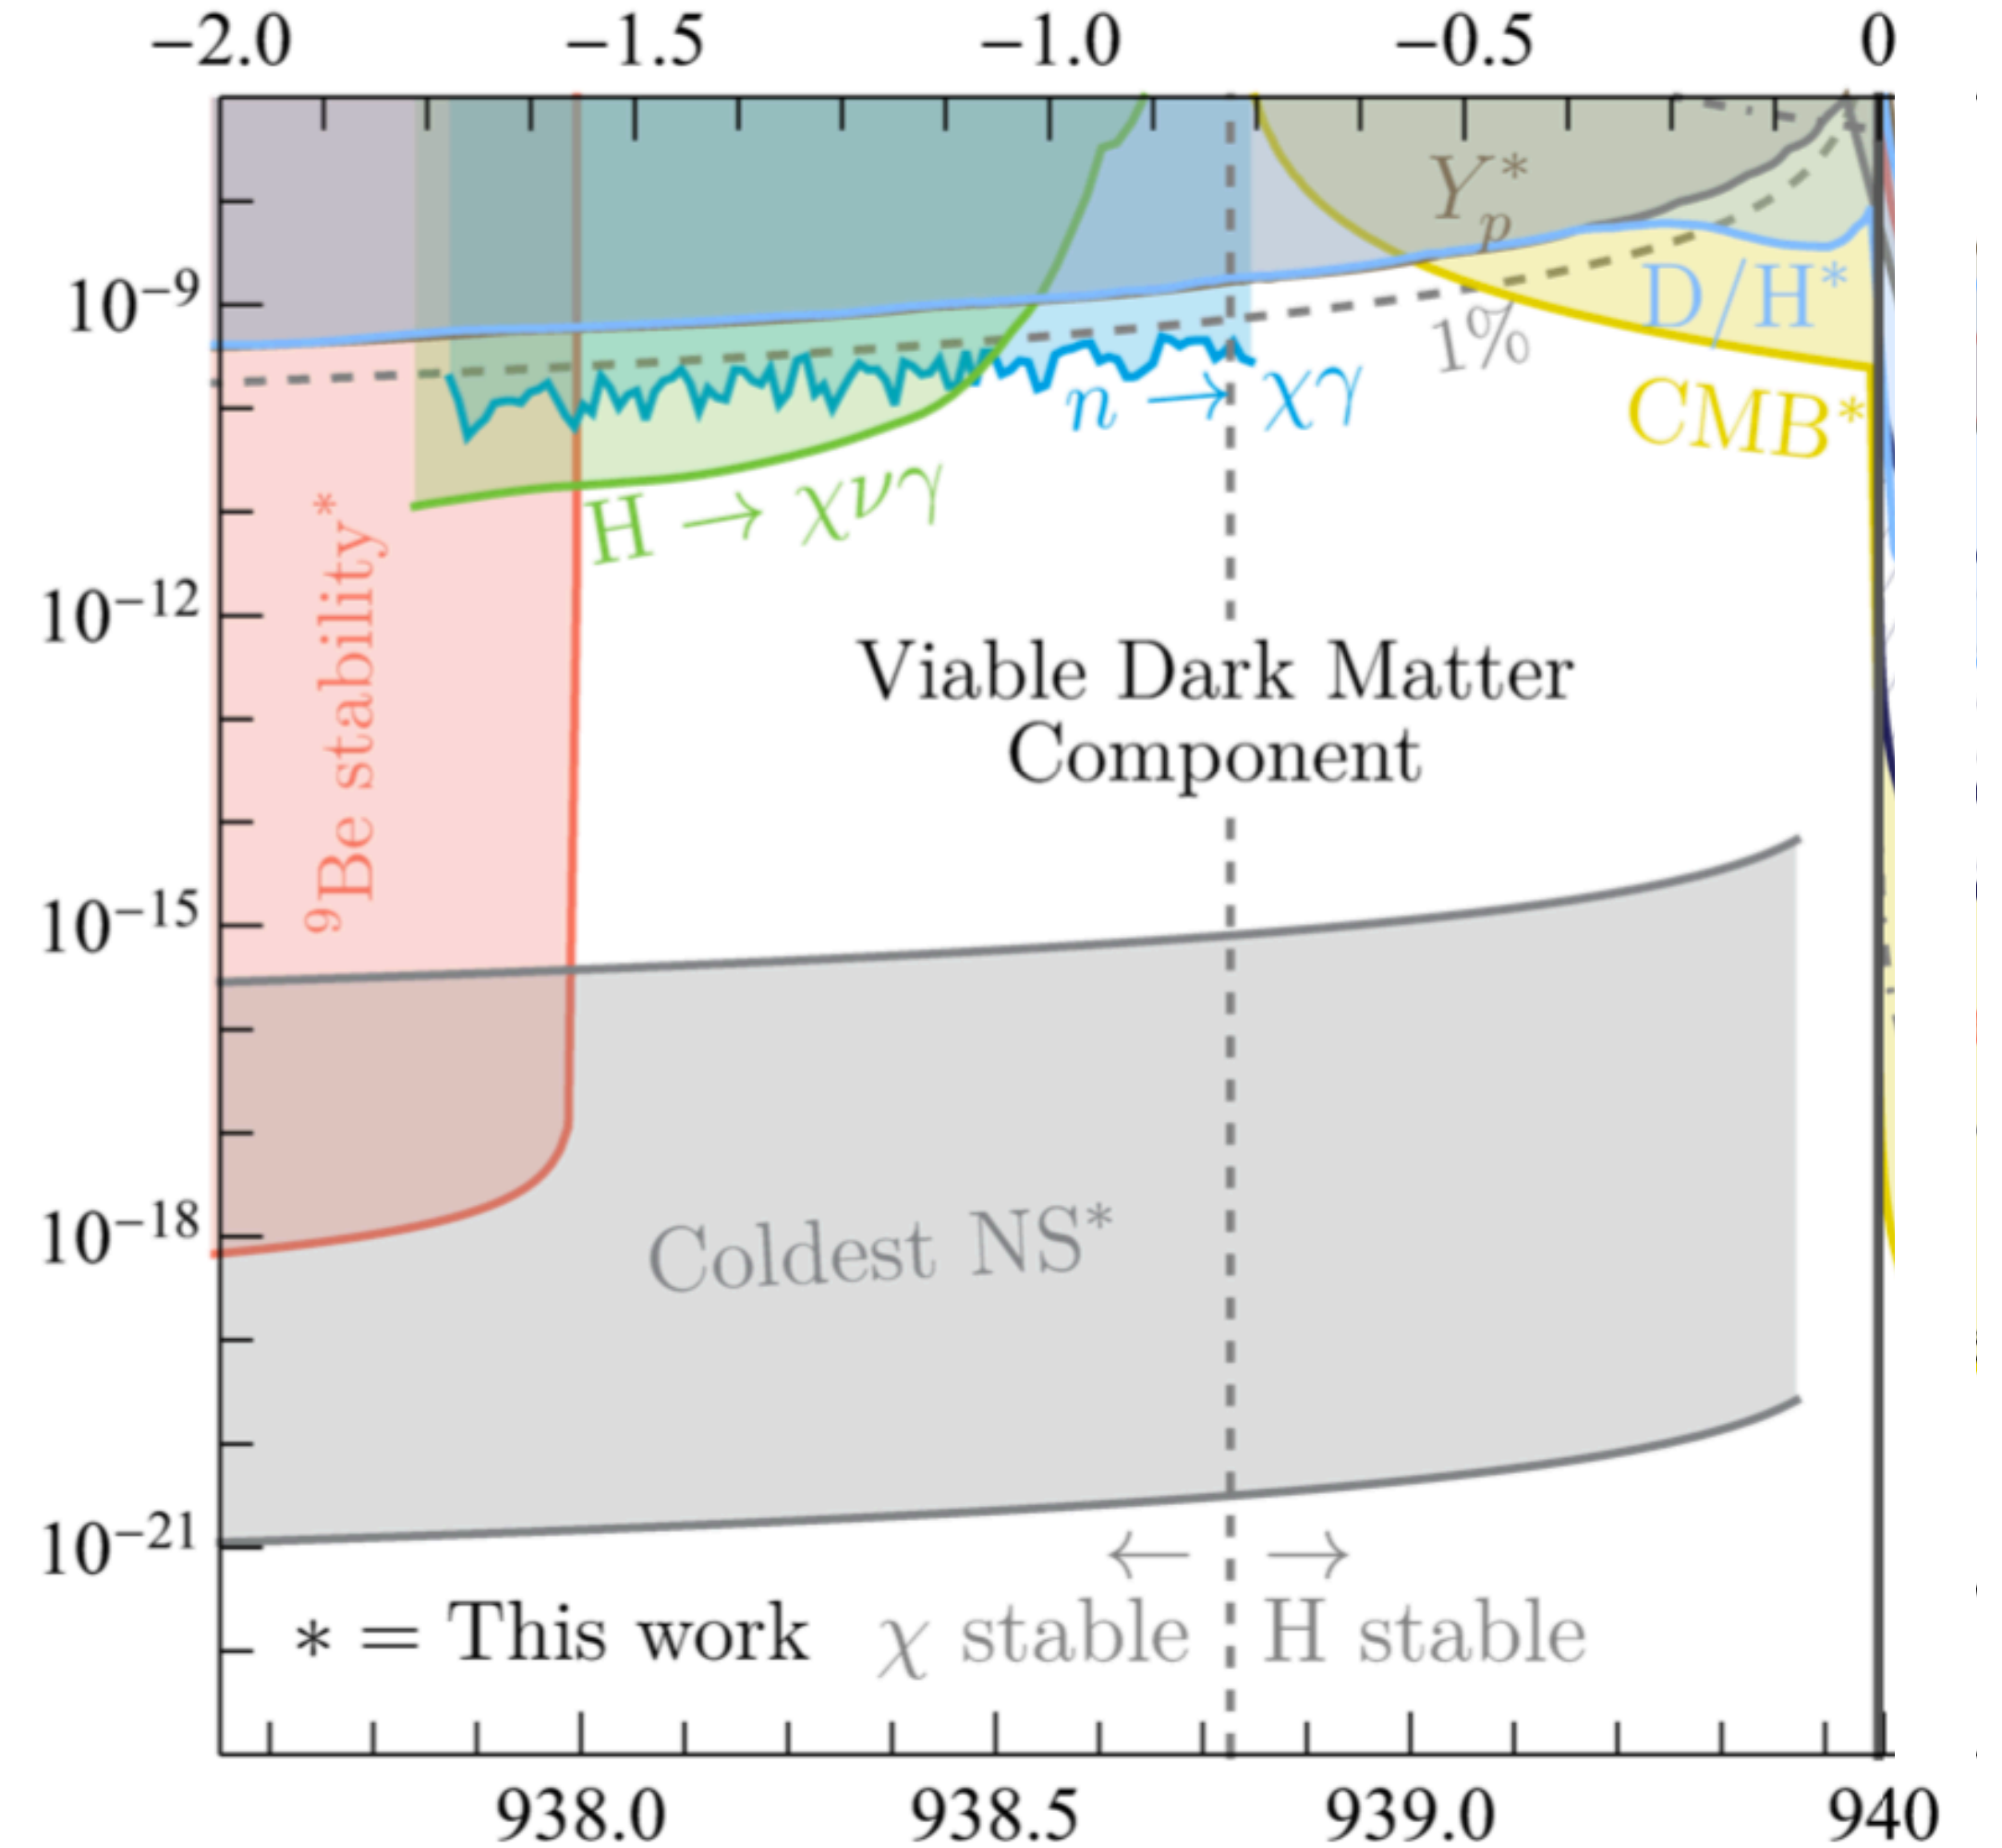 −2.0 −1.5 −1.0 −0.5 0
Y*p
10−9
D/H*
1%
n → χγ
CMB*
H → χνγ
9Be stability*
10−12
Viable Dark Matter
Component
10−15
10−18
Coldest NS*
10−21
← →
* = This work χ stable H stable
938.0 938.5 939.0 940